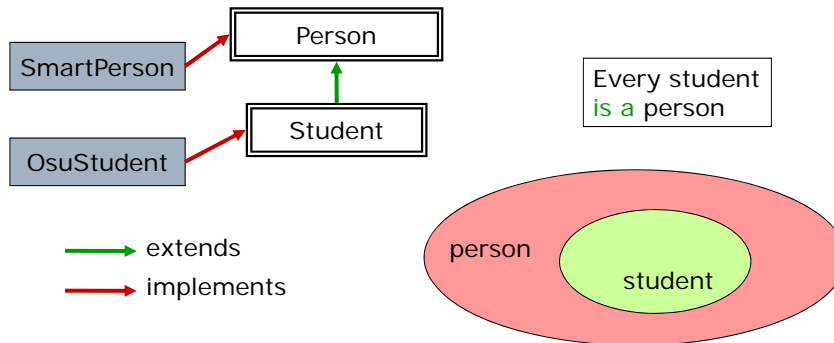 Person
SmartPerson
Every student
is a person
Student
OsuStudent
extends
person
student
implements